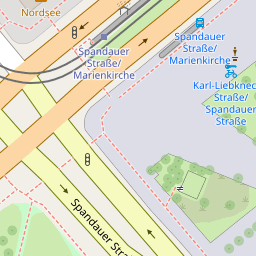 Nordsee
Spandauer
Straße/
Marienkirche
Spandauer
Straße/
Marienkirche
Karl-Liebknec
Straße/
Spandauer
Straße
Spandauer Stra